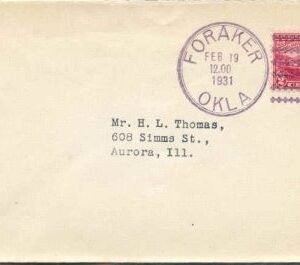 FORAKER
FEB 19
12.00
1931
OKLA
Mr. H. L. Thomas,
608 Simms St.,
Aurora, Ill.